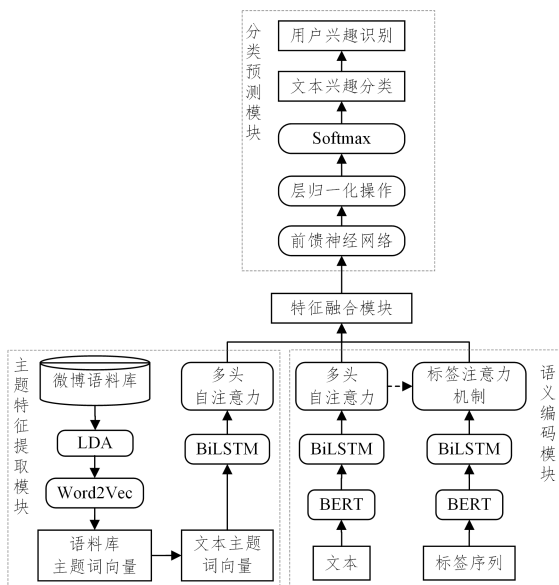 分类预测模块
用户兴趣识别
文本兴趣分类
Softmax
层归一化操作
前馈神经网络
特征融合模块
主题特征提取模块
微博语料库
LDA
Word2Vec
语料库
主题词向量
多头
自注意力
BiLSTM
文本主题
词向量
多头
自注意力
BiLSTM
BERT
文本
标签注意力
机制
BiLSTM
BERT
标签序列
语义编码模块